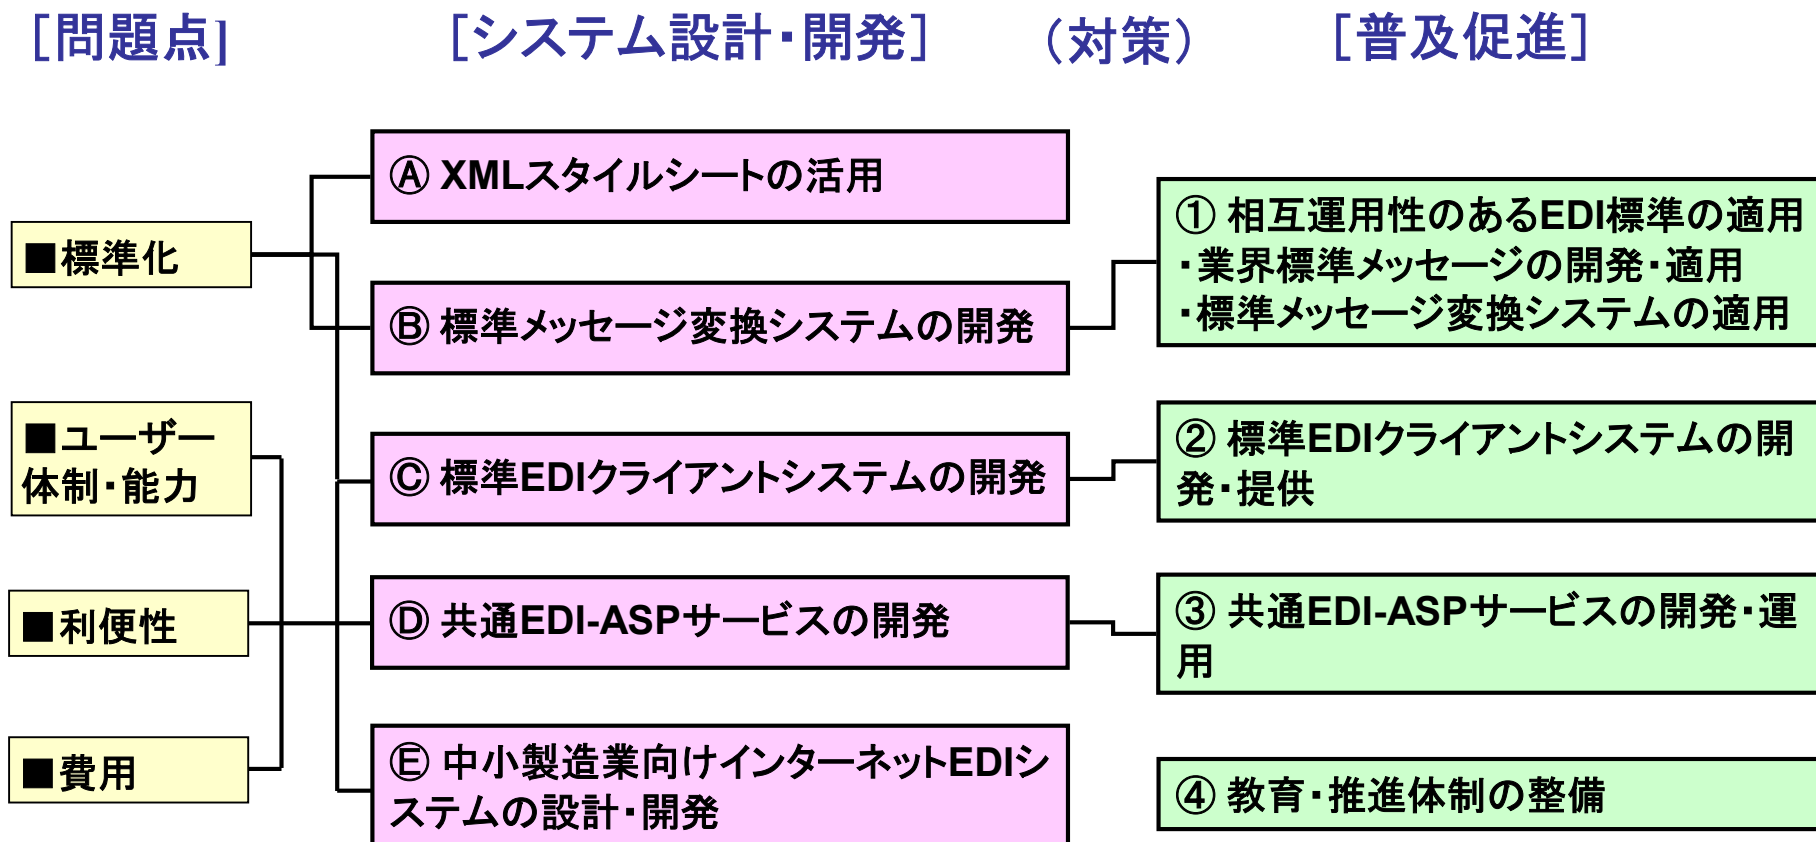 ［問題点］
［システム設計・開発］
（対策）
［普及促進］
■標準化
■ユーザー
体制・能力
■利便性
■費用
Ⓐ XMLスタイルシートの活用
Ⓑ 標準メッセージ変換システムの開発
Ⓒ 標準EDIクライアントシステムの開発
Ⓓ 共通EDI-ASPサービスの開発
Ⓔ 中小製造業向けインターネットEDIシ
ステムの設計・開発
① 相互運用性のあるEDI標準の適用
・業界標準メッセージの開発・適用
・標準メッセージ変換システムの適用
② 標準EDIクライアントシステムの開
発・提供
③ 共通EDI-ASPサービスの開発・運
用
④ 教育・推進体制の整備